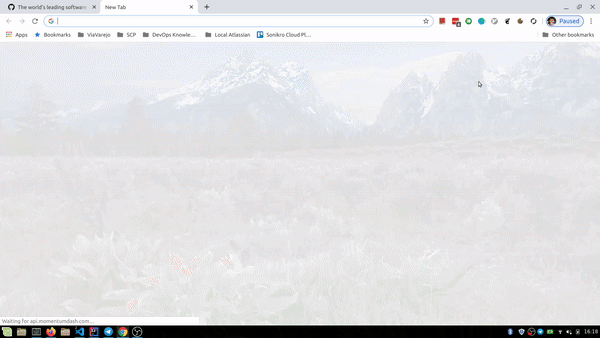 The world's leading software
New Tab
Paused
Apps
Bookmarks
ViaVarejo
SCP
DevOps Knowle...
Local Atlassian
Sonikro Cloud Pl...
Other bookmarks
Waiting for api.momentumdash.com...
16:18